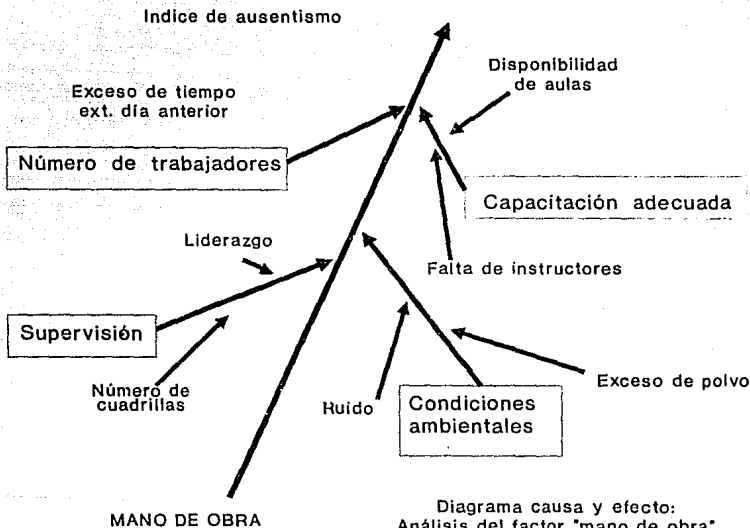 Indice de ausentismo
Disponibilidad
de aulas
Exceso de tiempo
ext. día anterior
Número de trabajadores
Capacitación adecuada
Liderazgo
Falta de instructores
Supervisión
Número de
cuadrillas
Ruido
Condiciones
ambientales
Exceso de polvo
MANO DE OBRA
Diagrama causa y efecto:
Análisis del factor "mano de obra"